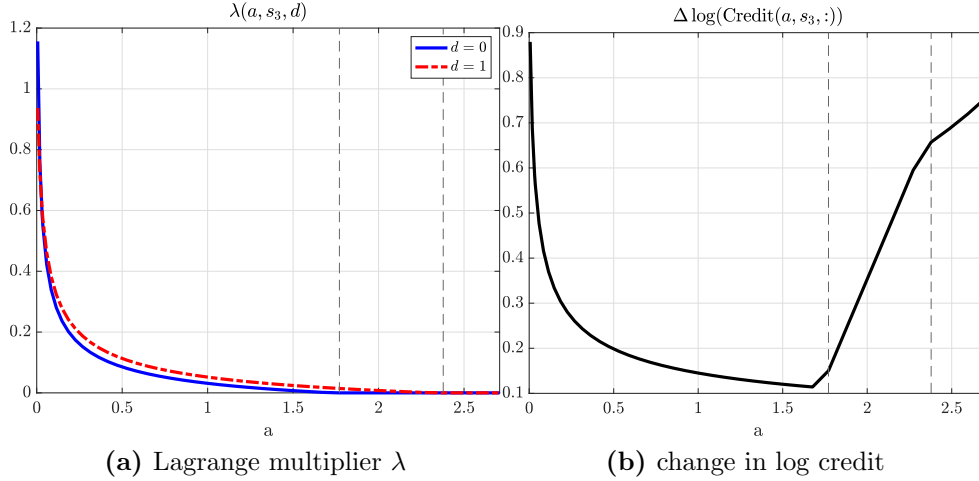 λ(a, s₃, d)
1.2
1
0.8
0.6
0.4
0.2
0
0 0.5 1 1.5 2 2.5
a
d = 0
d = 1
(a) Lagrange multiplier λ
Δ log(Credit(a, s₃, :))
0.9
0.8
0.7
0.6
0.5
0.4
0.3
0.2
0.1
0 0.5 1 1.5 2 2.5
a
(b) change in log credit